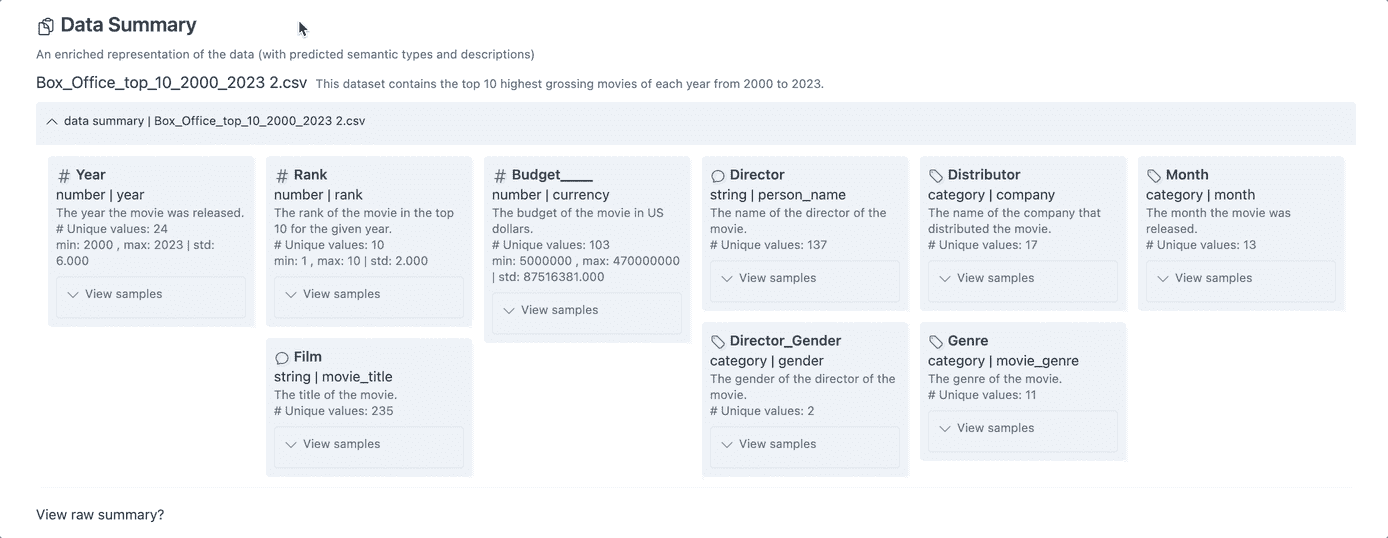 Data Summary
An enriched representation of the data (with predicted semantic types and descriptions)
Box_Office_top_10_2000_2023 2.csv This dataset contains the top 10 highest grossing movies of each year from 2000 to 2023.
data summary | Box_Office_top_10_2000_2023 2.csv
# Year
number | year
The year the movie was released.
# Unique values: 24
min: 2000 , max: 2023 | std:
6.000
View samples
# Rank
number | rank
The rank of the movie in the top
10 for the given year.
# Unique values: 10
min: 1 , max: 10 | std: 2.000
View samples
Film
string | movie_title
The title of the movie.
# Unique values: 235
View samples
# Budget____
number | currency
The budget of the movie in US
dollars.
# Unique values: 103
min: 5000000 , max: 470000000
| std: 87516381.000
View samples
Director
string | person_name
The name of the director of the
movie.
# Unique values: 137
View samples
Director_Gender
category | gender
The gender of the director of the
movie.
# Unique values: 2
View samples
Distributor
category | company
The name of the company that
distributed the movie.
# Unique values: 17
View samples
Genre
category | movie_genre
The genre of the movie.
# Unique values: 11
View samples
Month
category | month
The month the movie was
released.
# Unique values: 13
View samples
View raw summary?